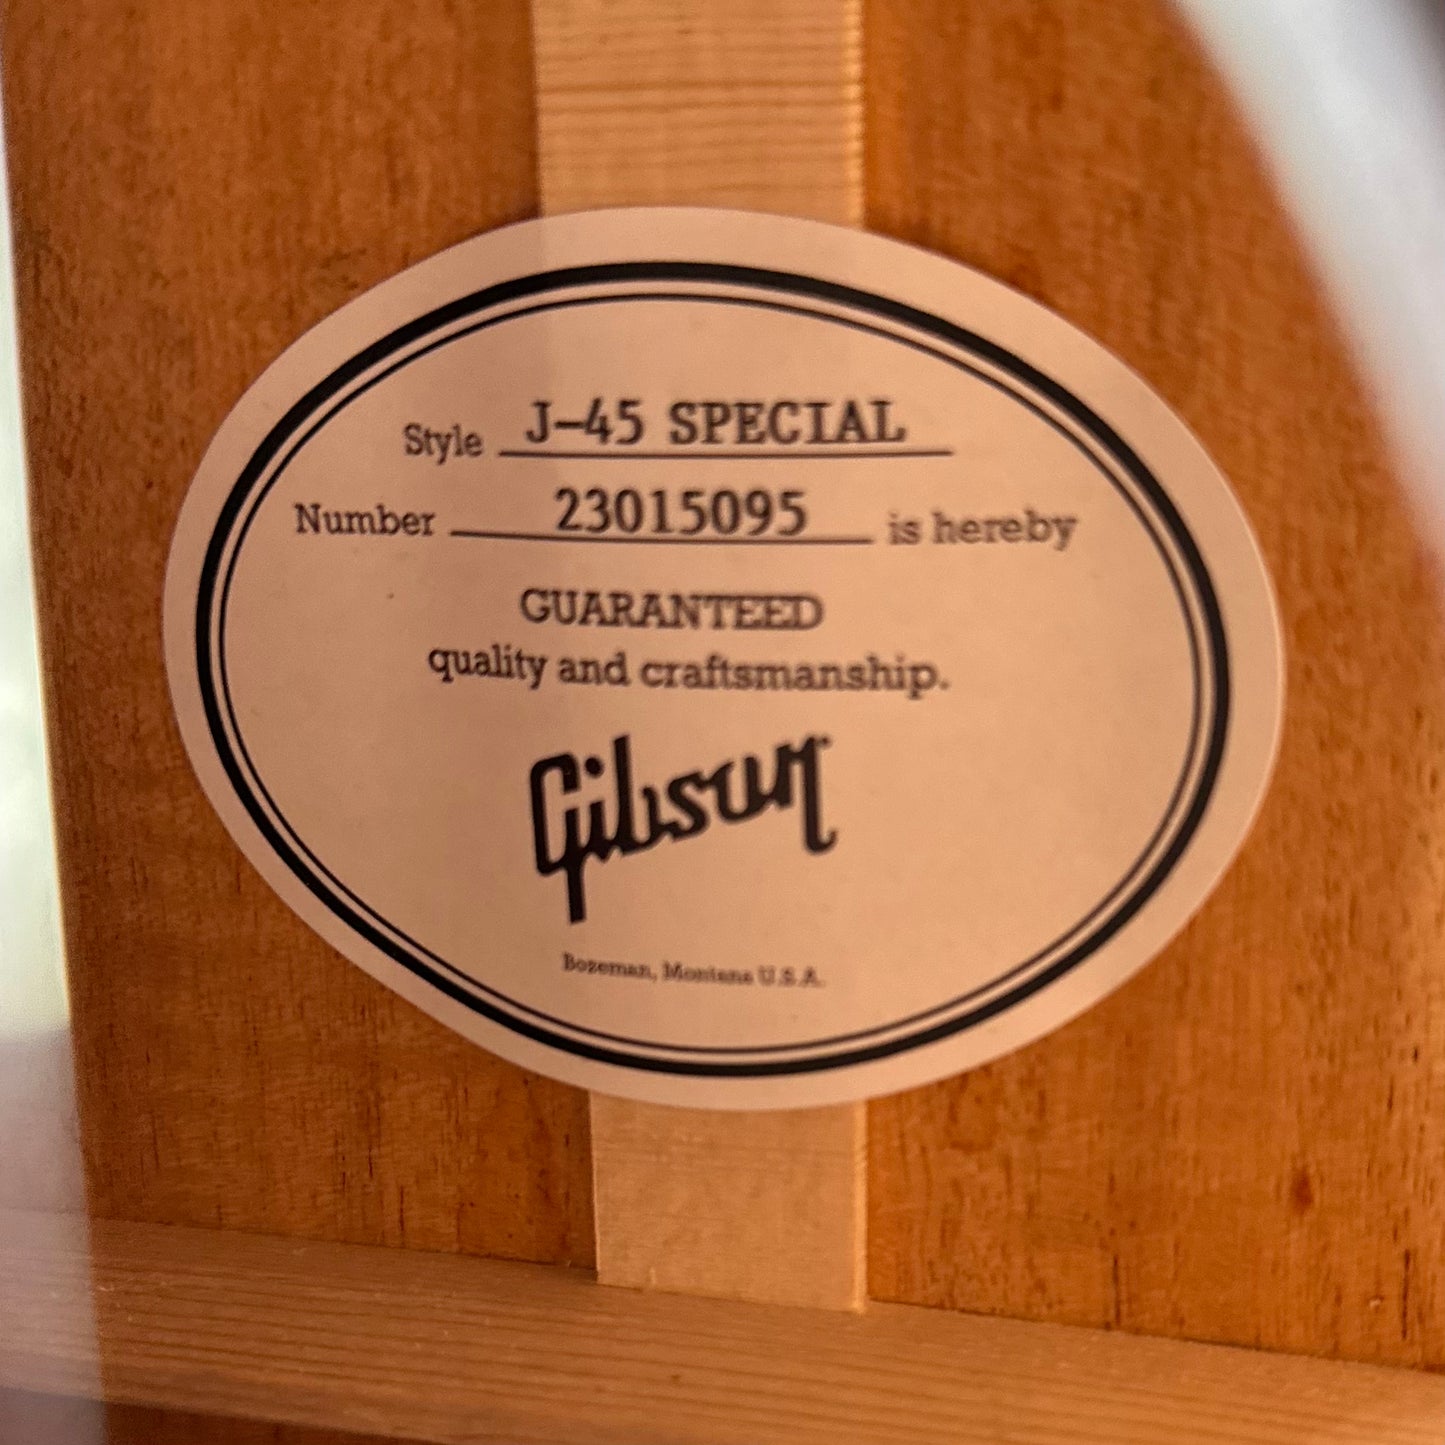 Style J-45 SPECIAL
Number 23015095 is hereby
GUARANTEED
quality and craftsmanship.
Gibson
Bozeman, Montana U.S.A.